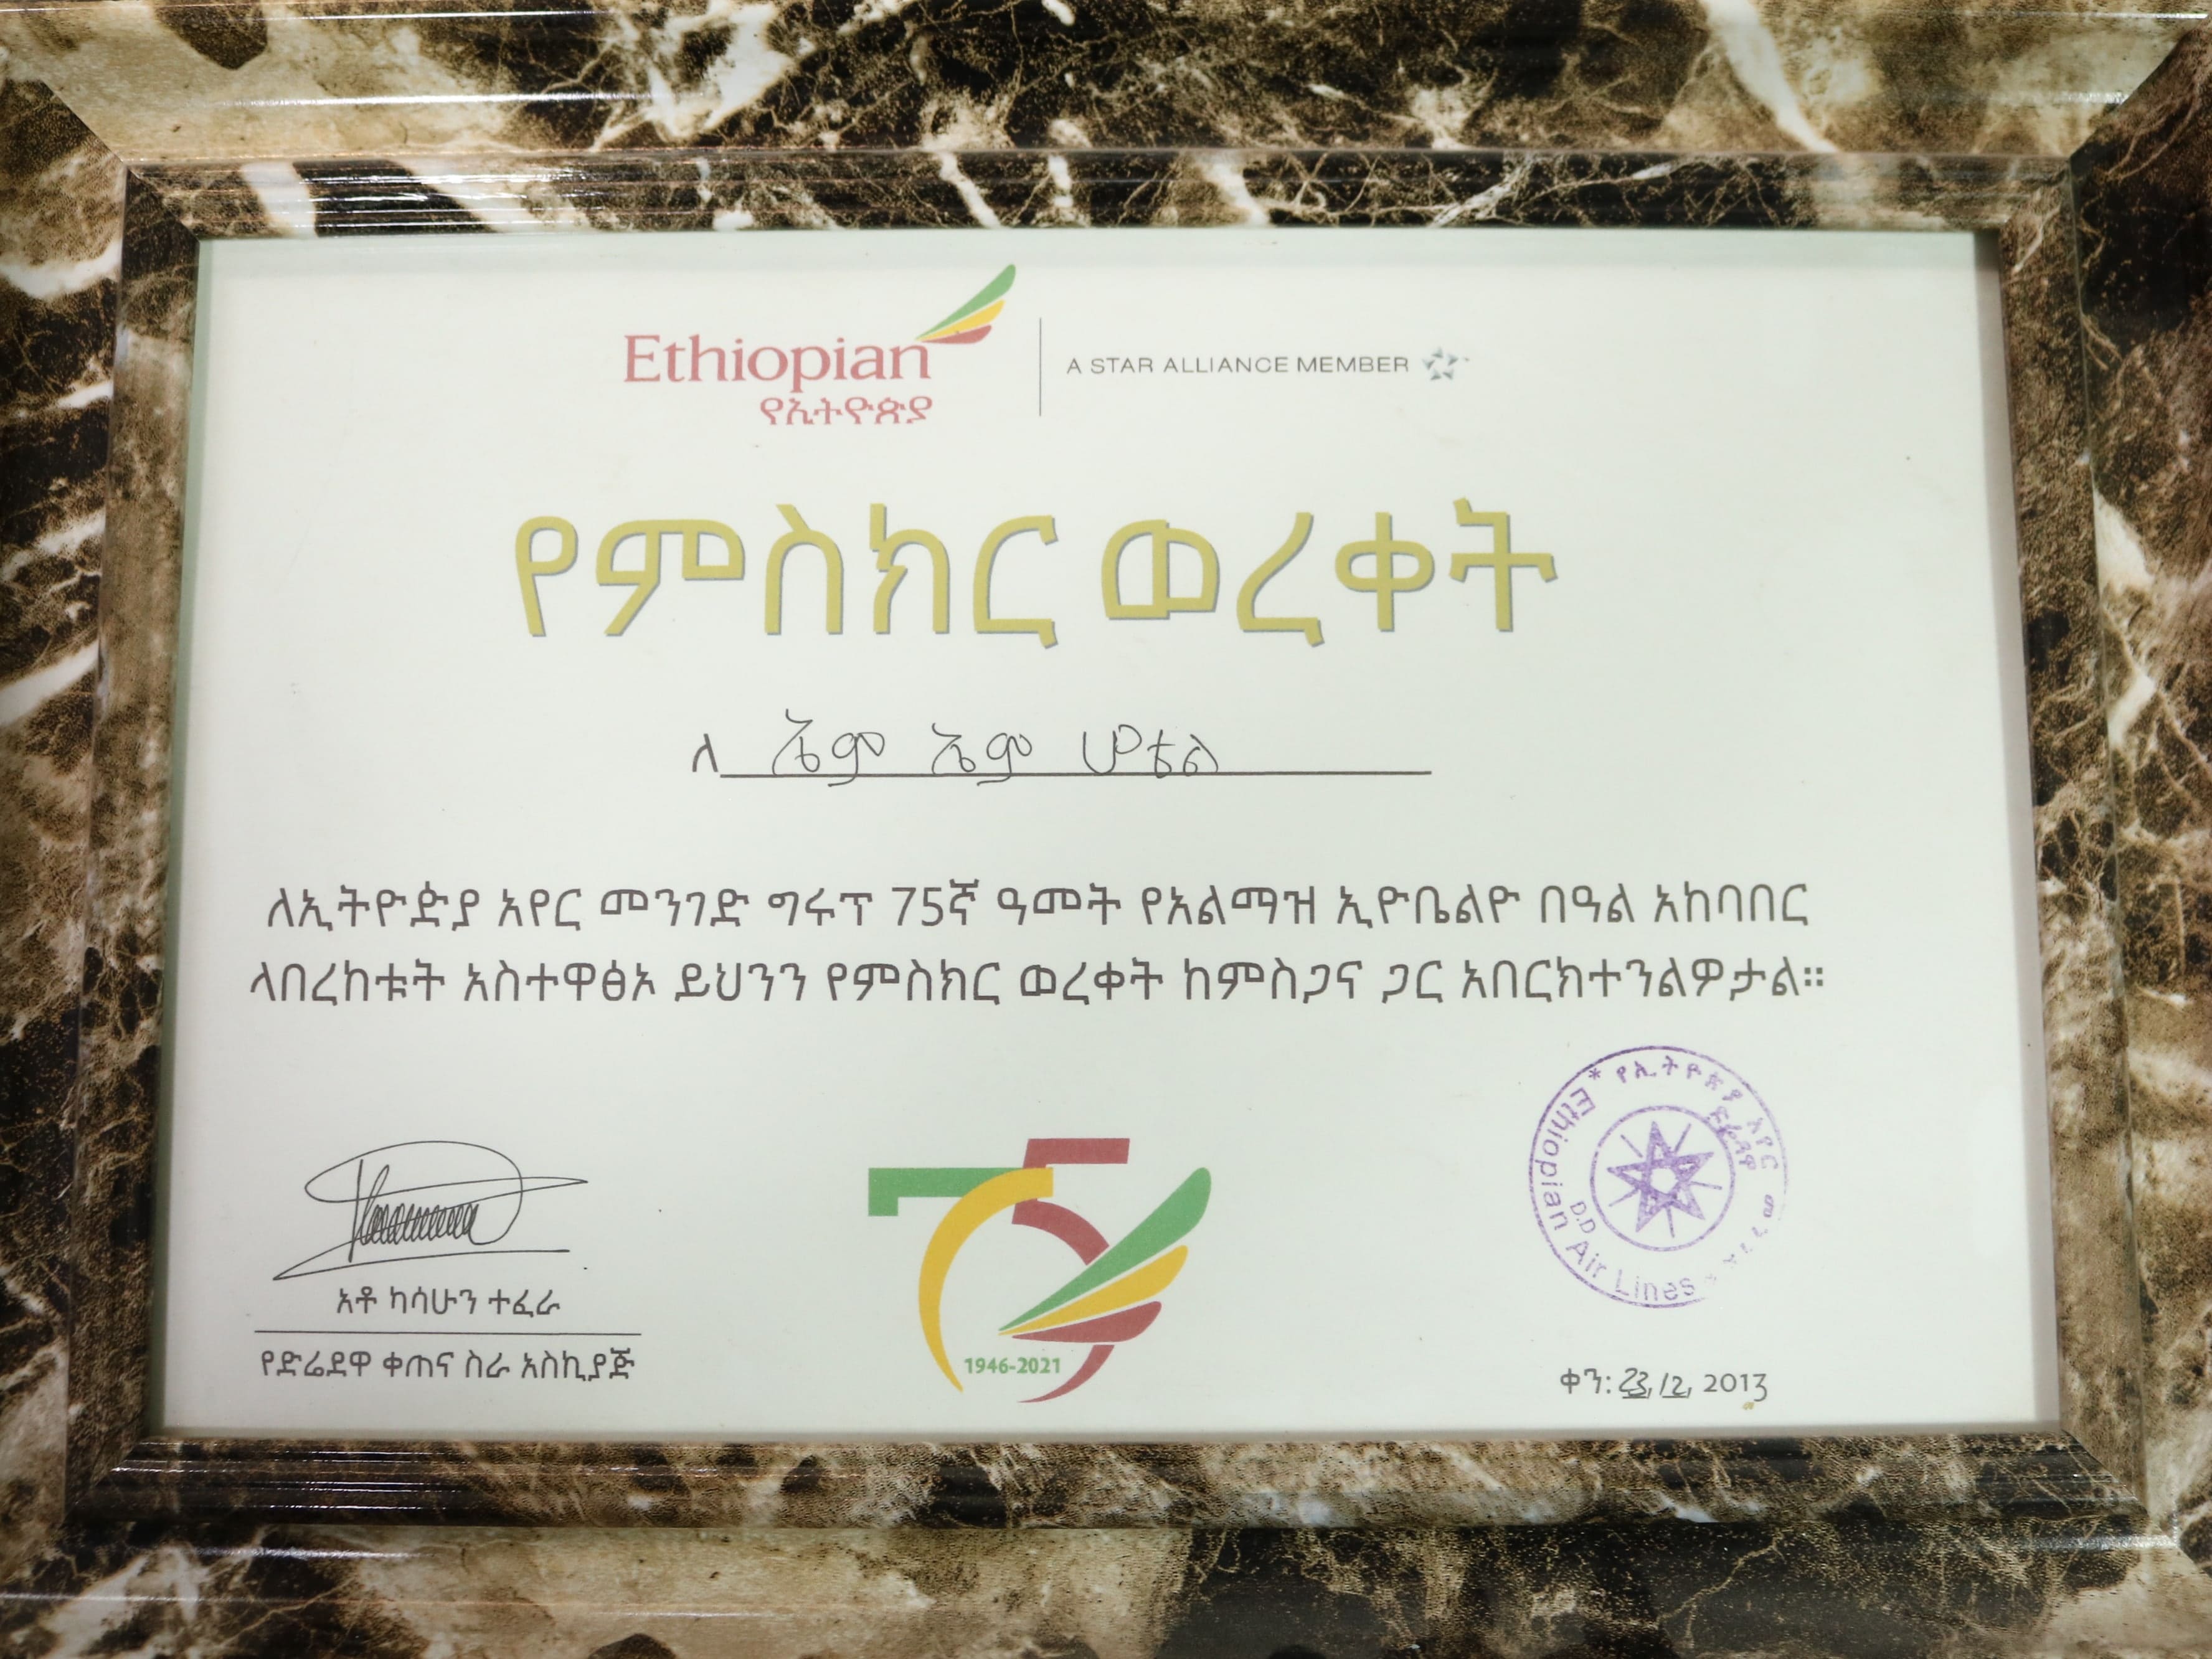 Ethiopian
የኢትዮጵያ
A STAR ALLIANCE MEMBER
የምስክር ወረቀት
ለ ኤም ኤም ሆቴል
ለኢትዮጵያ አየር መንገድ ግሩፕ 75ኛ ዓመት የአልማዝ ኢዮቤልዮ በዓል አከባበር
ላበረከቱት አስተዋፅኦ ይህንን የምስክር ወረቀት ከምስጋና ጋር አበርክተንልዎታል።
አቶ ካሳሁን ተፈራ
የድሬደዋ ቀጠና ስራ አስኪያጅ
75
1946-2021
* የኢትዮጵያ አየር መንገድ
ድሬዳዋ
D.D
Ethiopian Air Lines
ቀን: 23/12/2013